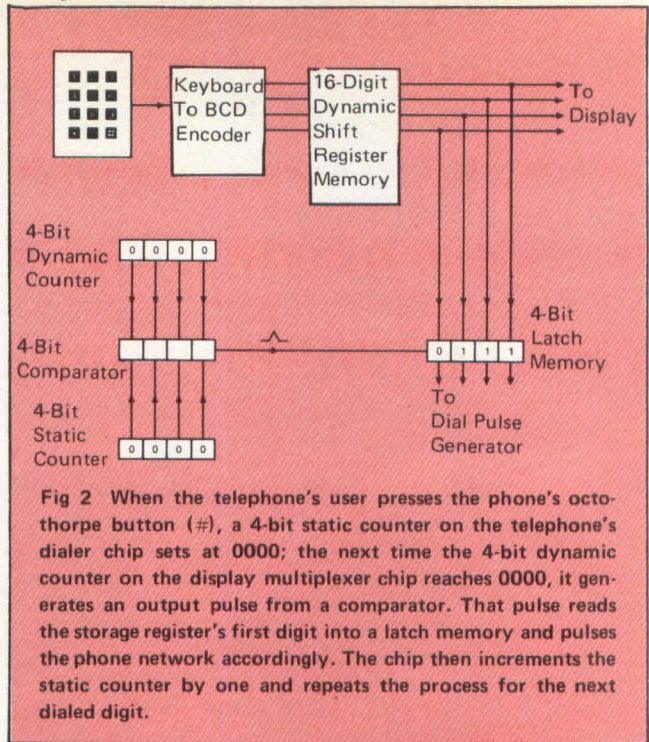 Keyboard
To BCD
Encoder
16-Digit
Dynamic
Shift
Register
Memory
To
Display
4-Bit
Dynamic
Counter
0 0 0 0
4-Bit
Comparator
4-Bit
Static
Counter
0 0 0 0
0 1 1 1
4-Bit
Latch
Memory
To
Dial Pulse
Generator
Fig 2 When the telephone's user presses the phone's octo-
thorpe button (#), a 4-bit static counter on the telephone's
dialer chip sets at 0000; the next time the 4-bit dynamic
counter on the display multiplexer chip reaches 0000, it gen-
erates an output pulse from a comparator. That pulse reads
the storage register's first digit into a latch memory and pulses
the phone network accordingly. The chip then increments the
static counter by one and repeats the process for the next
dialed digit.